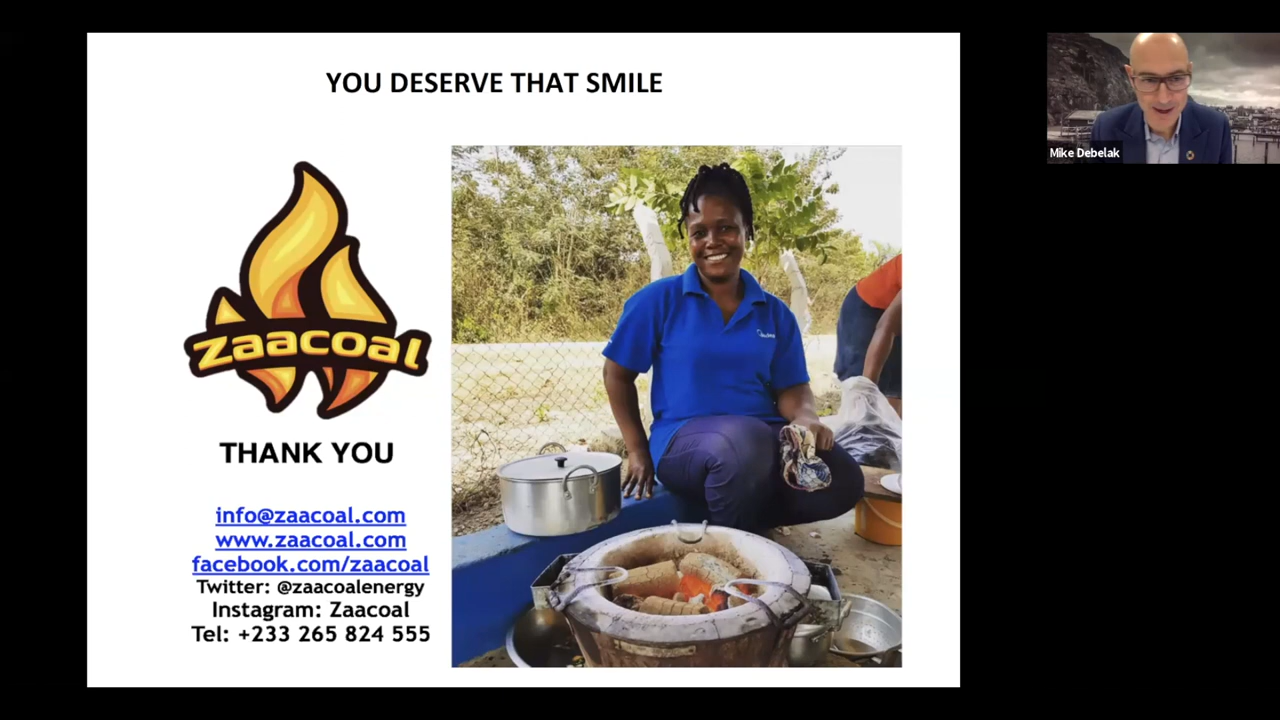 YOU DESERVE THAT SMILE
Mike Debelak
zaacoal
THANK YOU
info@zaacoal.com
www.zaacoal.com
facebook.com/zaacoal
Twitter: @zaacoalenergy
Instagram: Zaacoal
Tel: +233 265 824 555